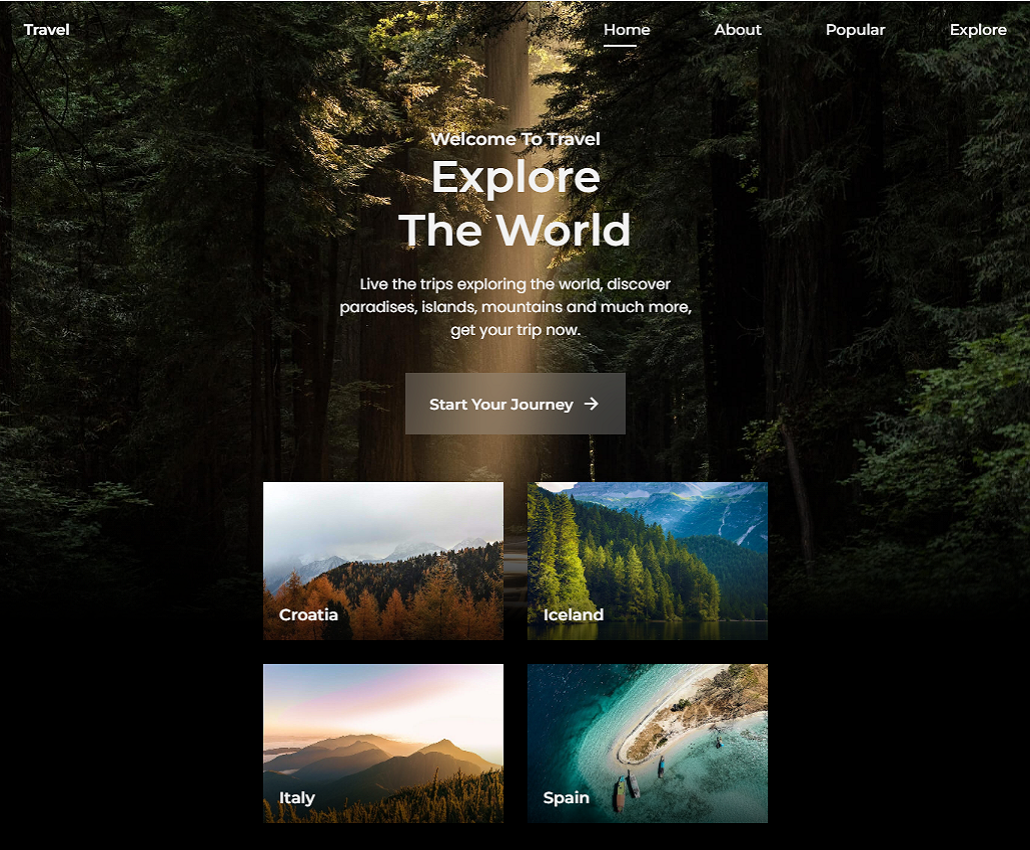 Travel
Home
About
Popular
Explore
Welcome To Travel
Explore
The World
Live the trips exploring the world, discover
paradises, islands, mountains and much more,
get your trip now.
Start Your Journey
Croatia
Iceland
Italy
Spain